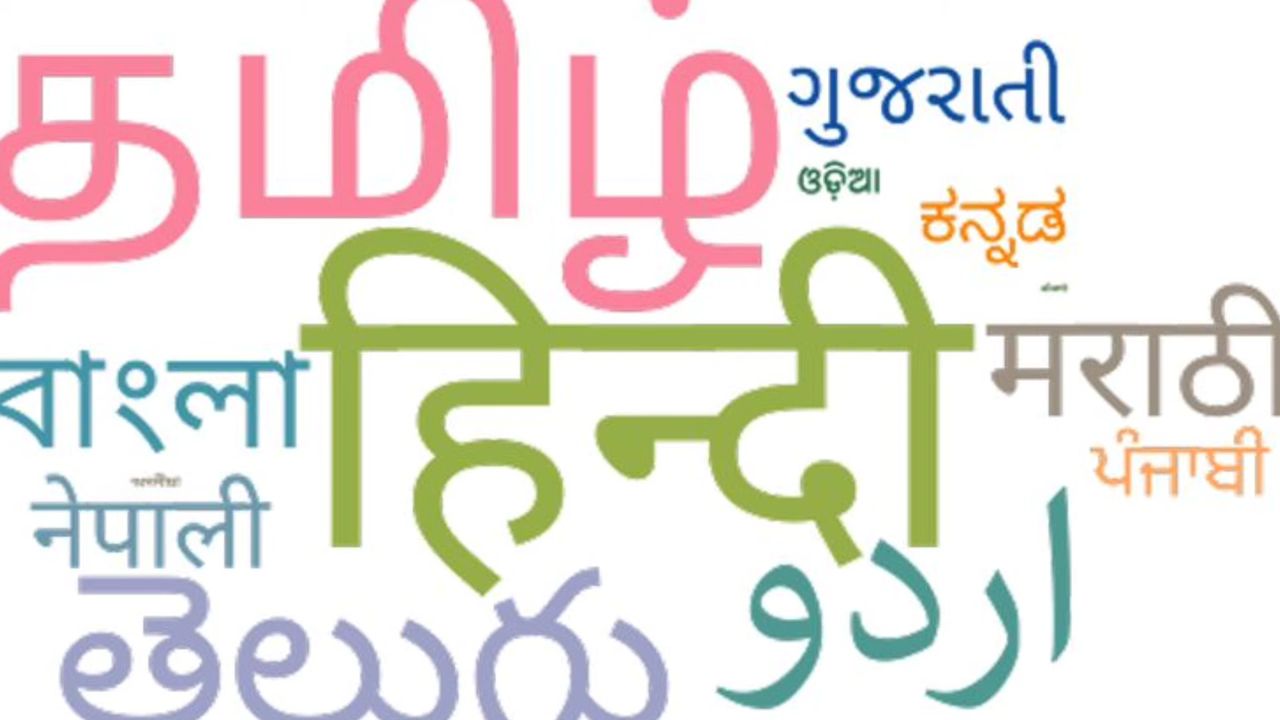 தமிழ்
ગુજરાતી
ଓଡ଼ିଆ
ಕನ್ನಡ
हिन्दी
मराठी
বাংলা
ਪੰਜਾਬੀ
नेपाली
اردو
తెలుగు